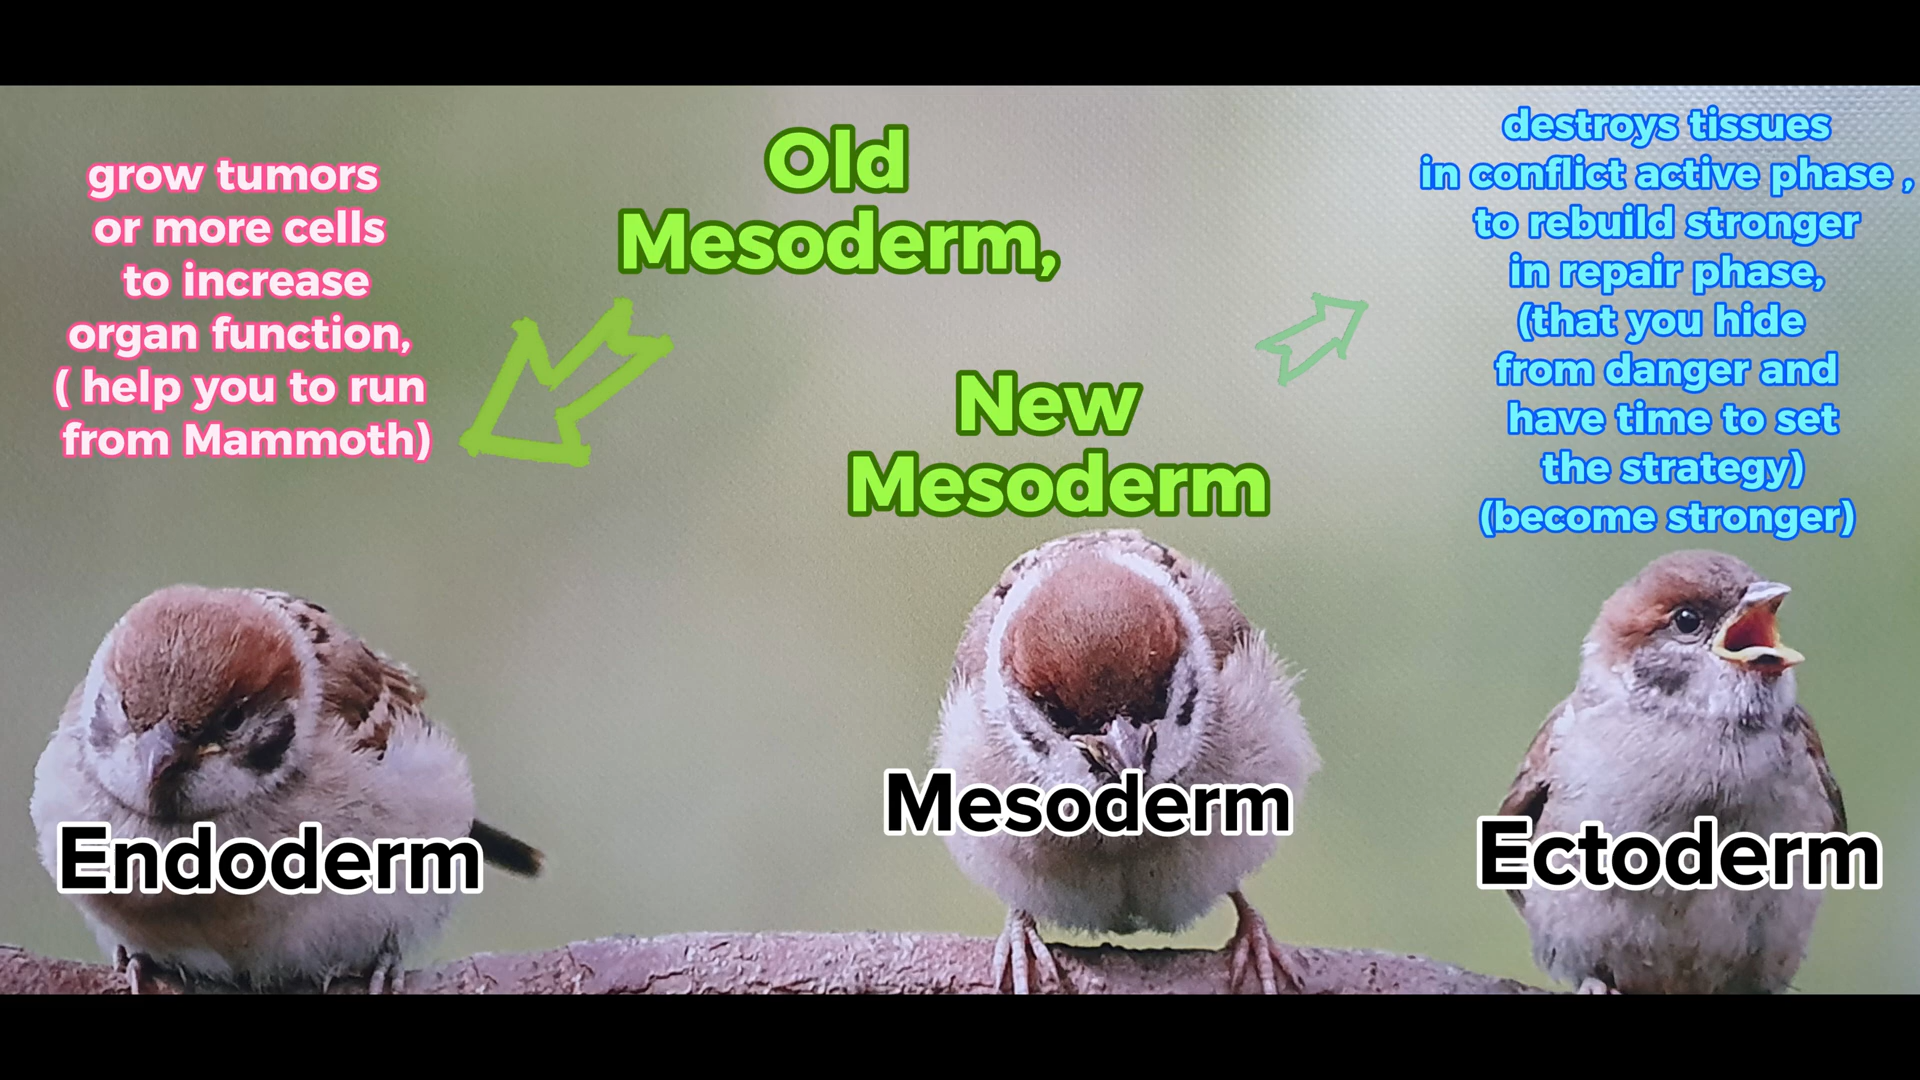 grow tumors
or more cells
to increase
organ function,
( help you to run
from Mammoth)
Old
Mesoderm,
New
Mesoderm
destroys tissues
in conflict active phase ,
to rebuild stronger
in repair phase,
(that you hide
from danger and
have time to set
the strategy)
(become stronger)
Endoderm
Mesoderm
Ectoderm